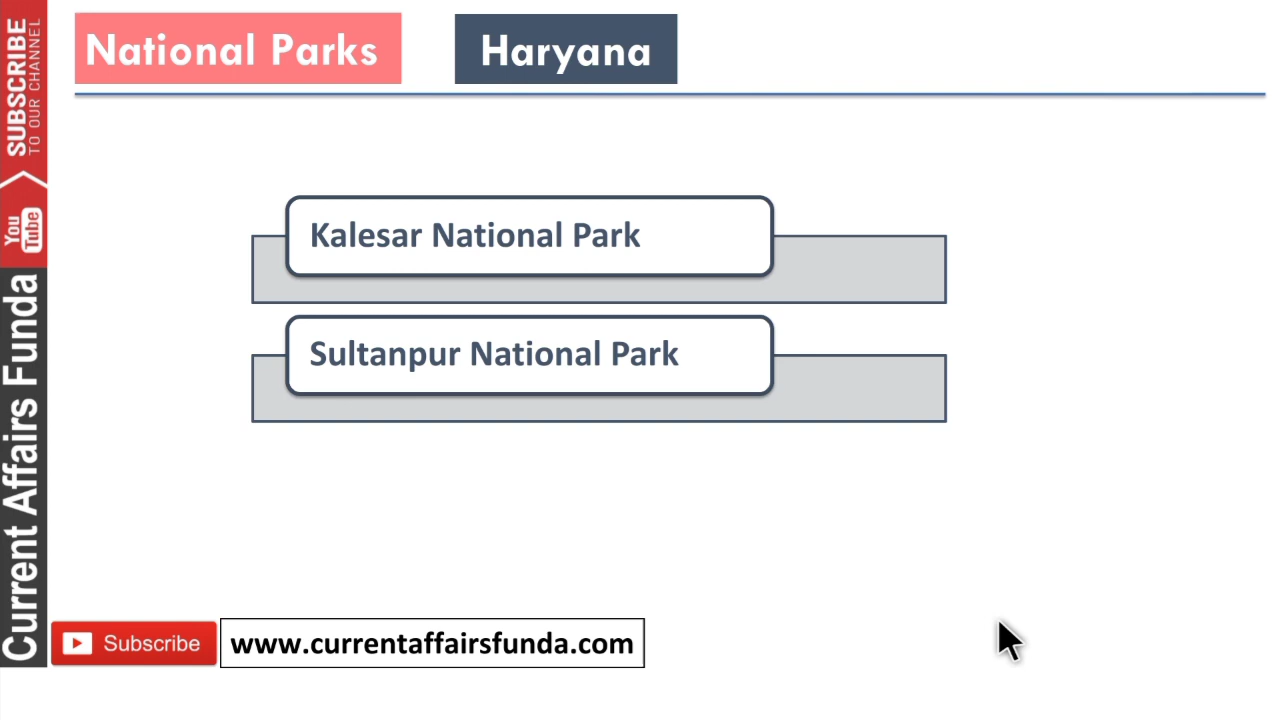 National Parks
Haryana
SUBSCRIBE
TO OUR CHANNEL
You
Tube
Current Affairs Funda
Kalesar National Park
Sultanpur National Park
Subscribe
www.currentaffairsfunda.com